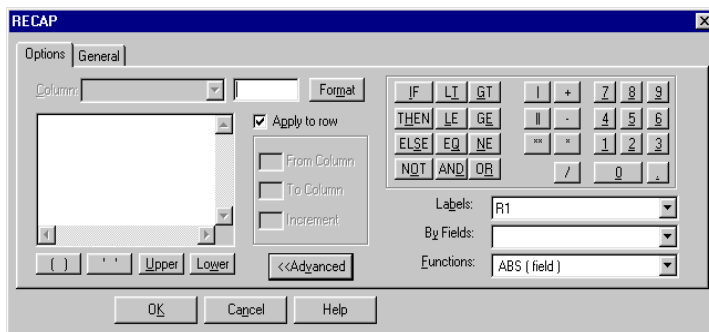 RECAP
Options General
Column: Format
Apply to row
From Column
To Column
Increment
( ) ' ' Upper Lower <<Advanced
IF LT GT | + 7 8 9
THEN LE GE || - 4 5 6
ELSE EQ NE ** * 1 2 3
NOT AND OR / 0 .
Labels: R1
By Fields:
Functions: ABS ( field )
OK Cancel Help